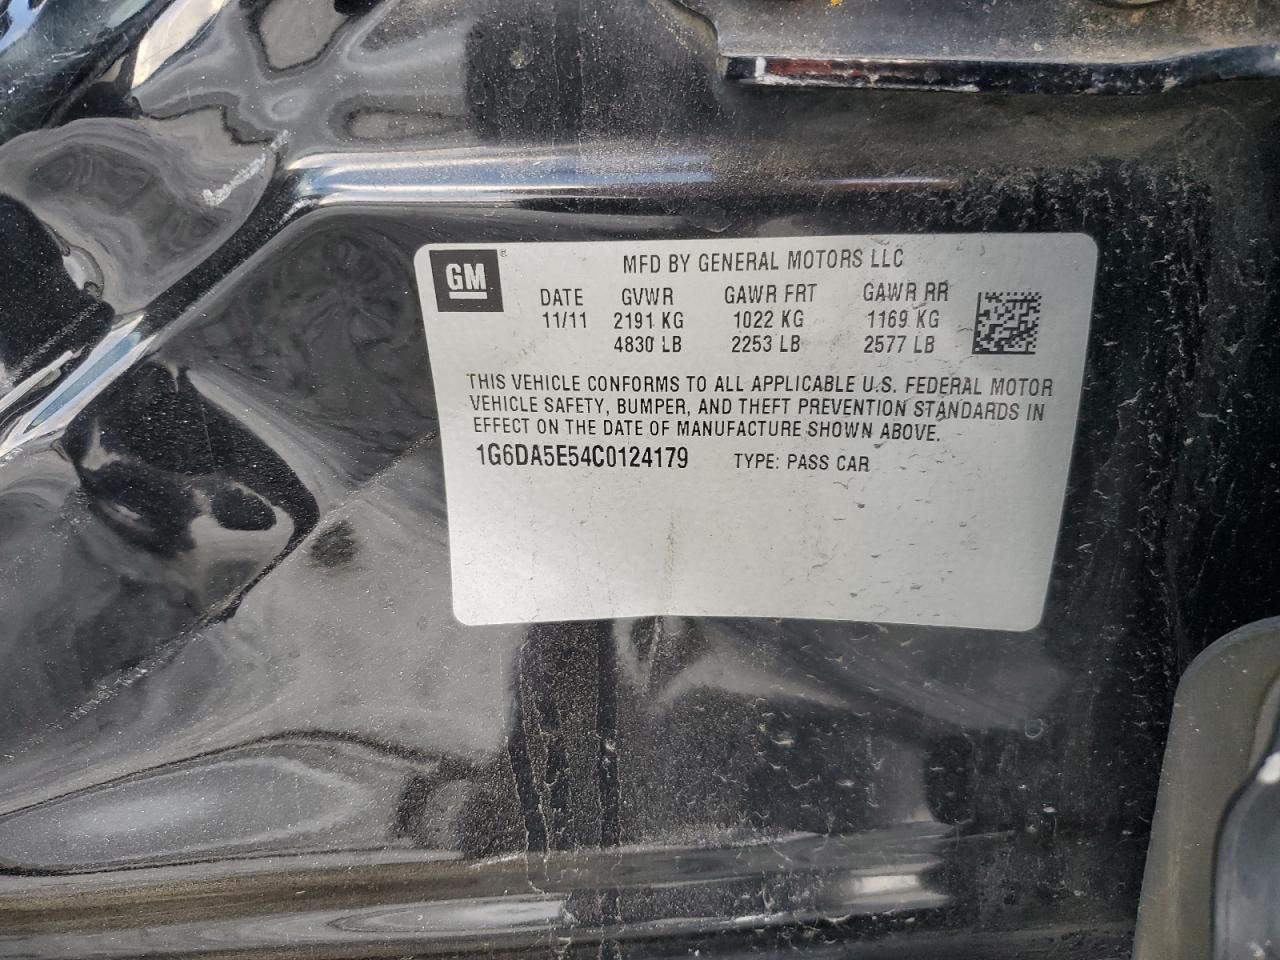 GM®
MFD BY GENERAL MOTORS LLC
DATE GVWR GAWR FRT GAWR RR
11/11 2191 KG 1022 KG 1169 KG
4830 LB 2253 LB 2577 LB
THIS VEHICLE CONFORMS TO ALL APPLICABLE U.S. FEDERAL MOTOR
VEHICLE SAFETY, BUMPER, AND THEFT PREVENTION STANDARDS IN
EFFECT ON THE DATE OF MANUFACTURE SHOWN ABOVE.
1G6DA5E54C0124179 TYPE: PASS CAR